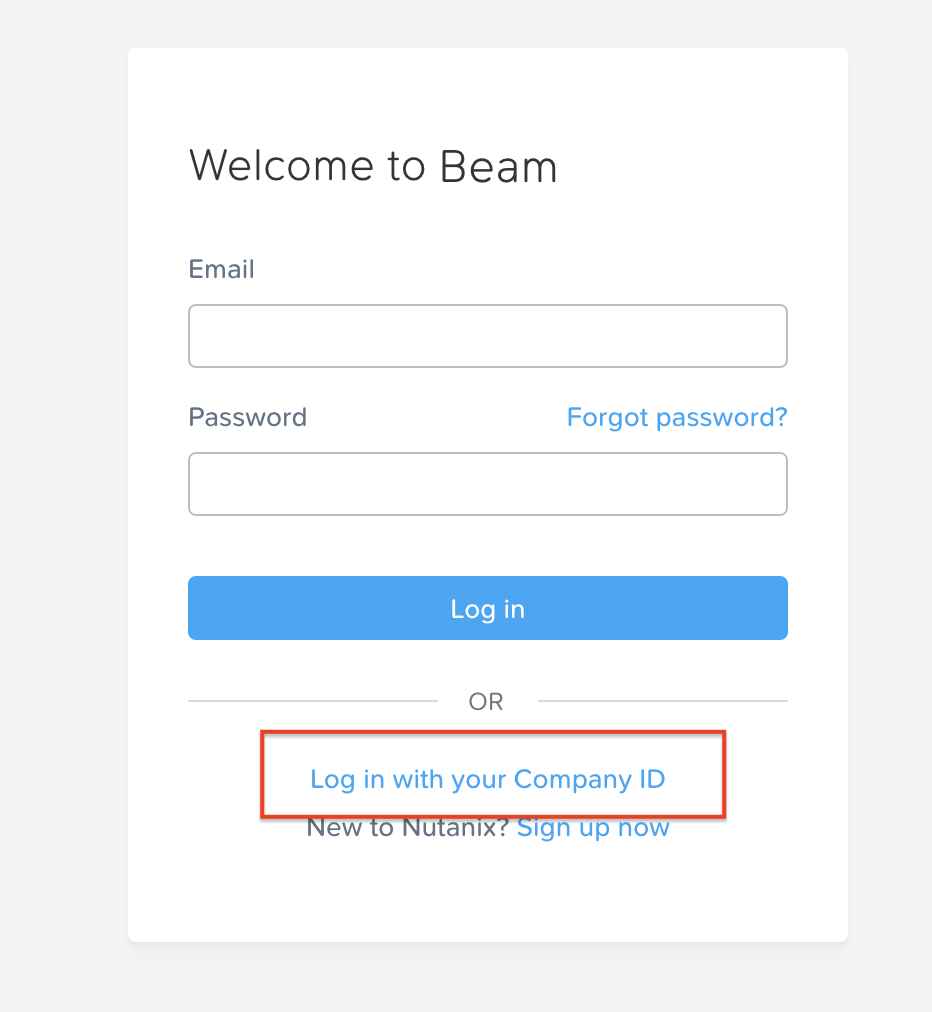 Welcome to Beam
Email
Password
Forgot password?
Log in
OR
Log in with your Company ID
New to Nutanix? Sign up now